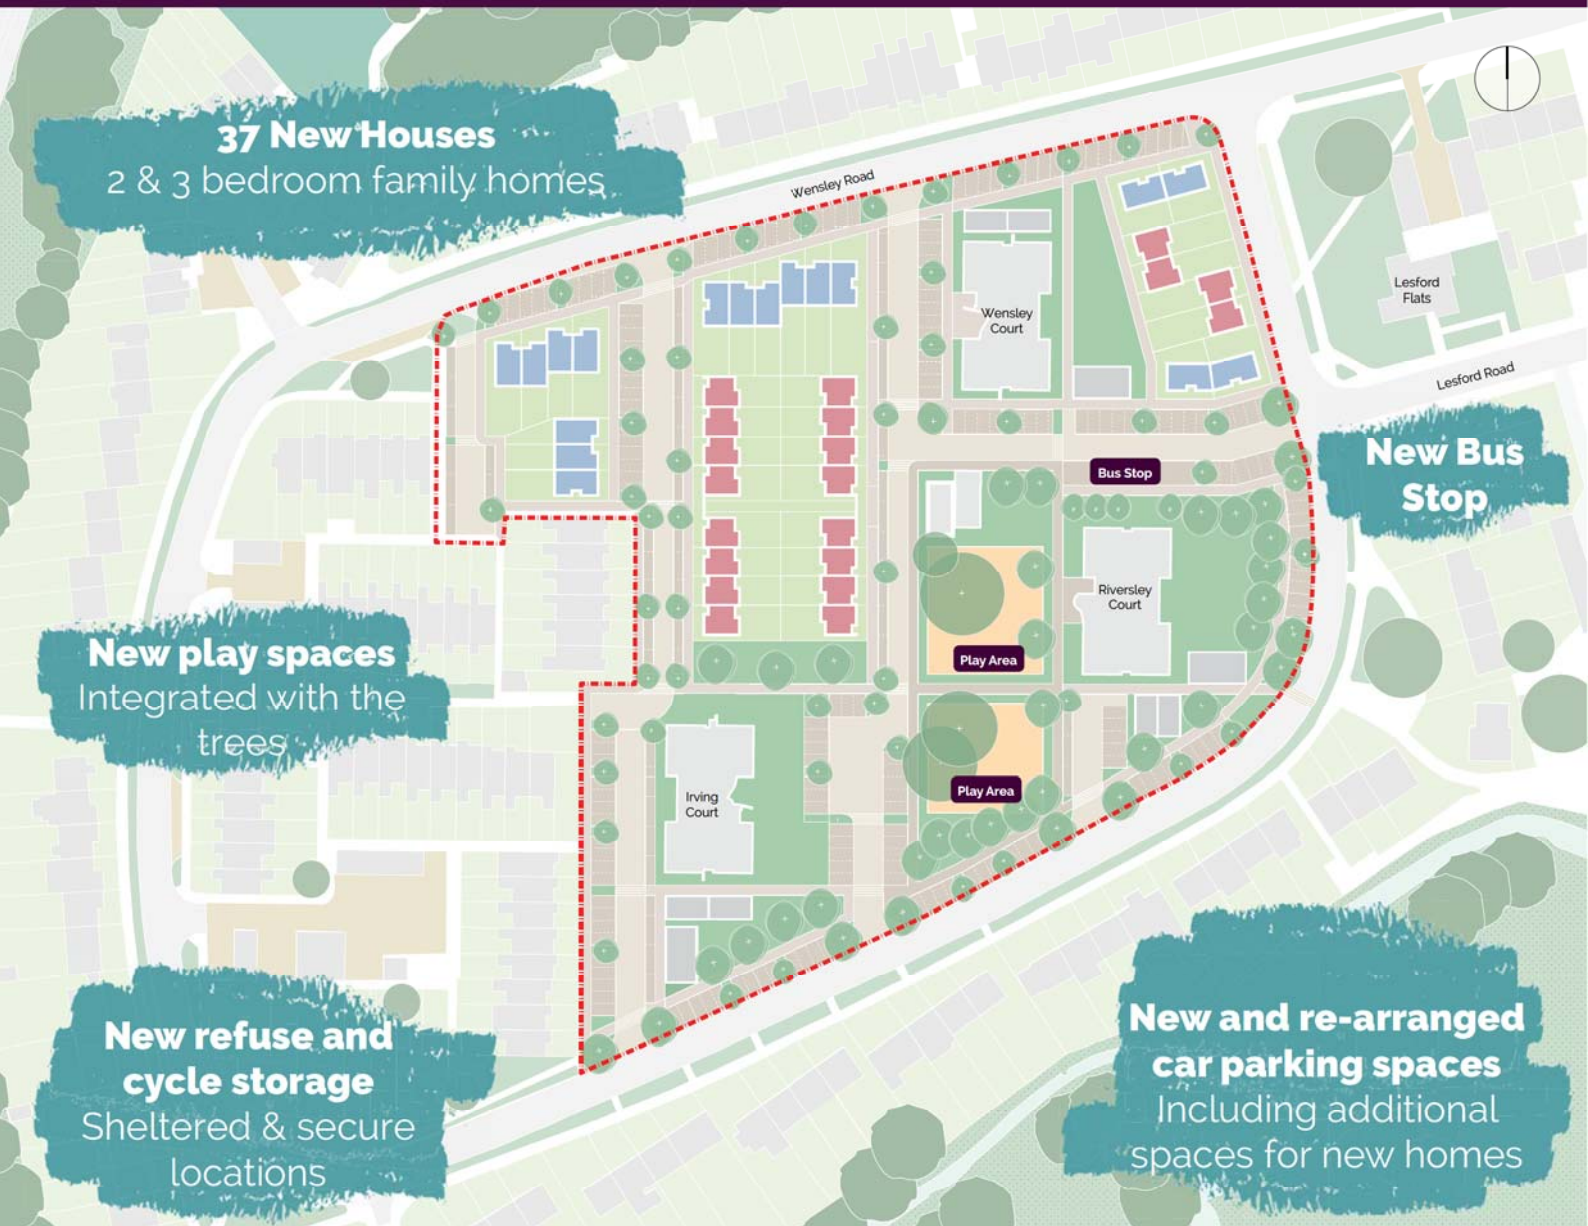 37 New Houses
2 & 3 bedroom family homes
Wensley Road
Wensley
Court
Lesford
Flats
Lesford Road
New Bus
Stop
Bus Stop
Riversley
Court
Play Area
New play spaces
Integrated with the
trees
Play Area
Irving
Court
New refuse and
cycle storage
Sheltered & secure
locations
New and re-arranged
car parking spaces
Including additional
spaces for new homes